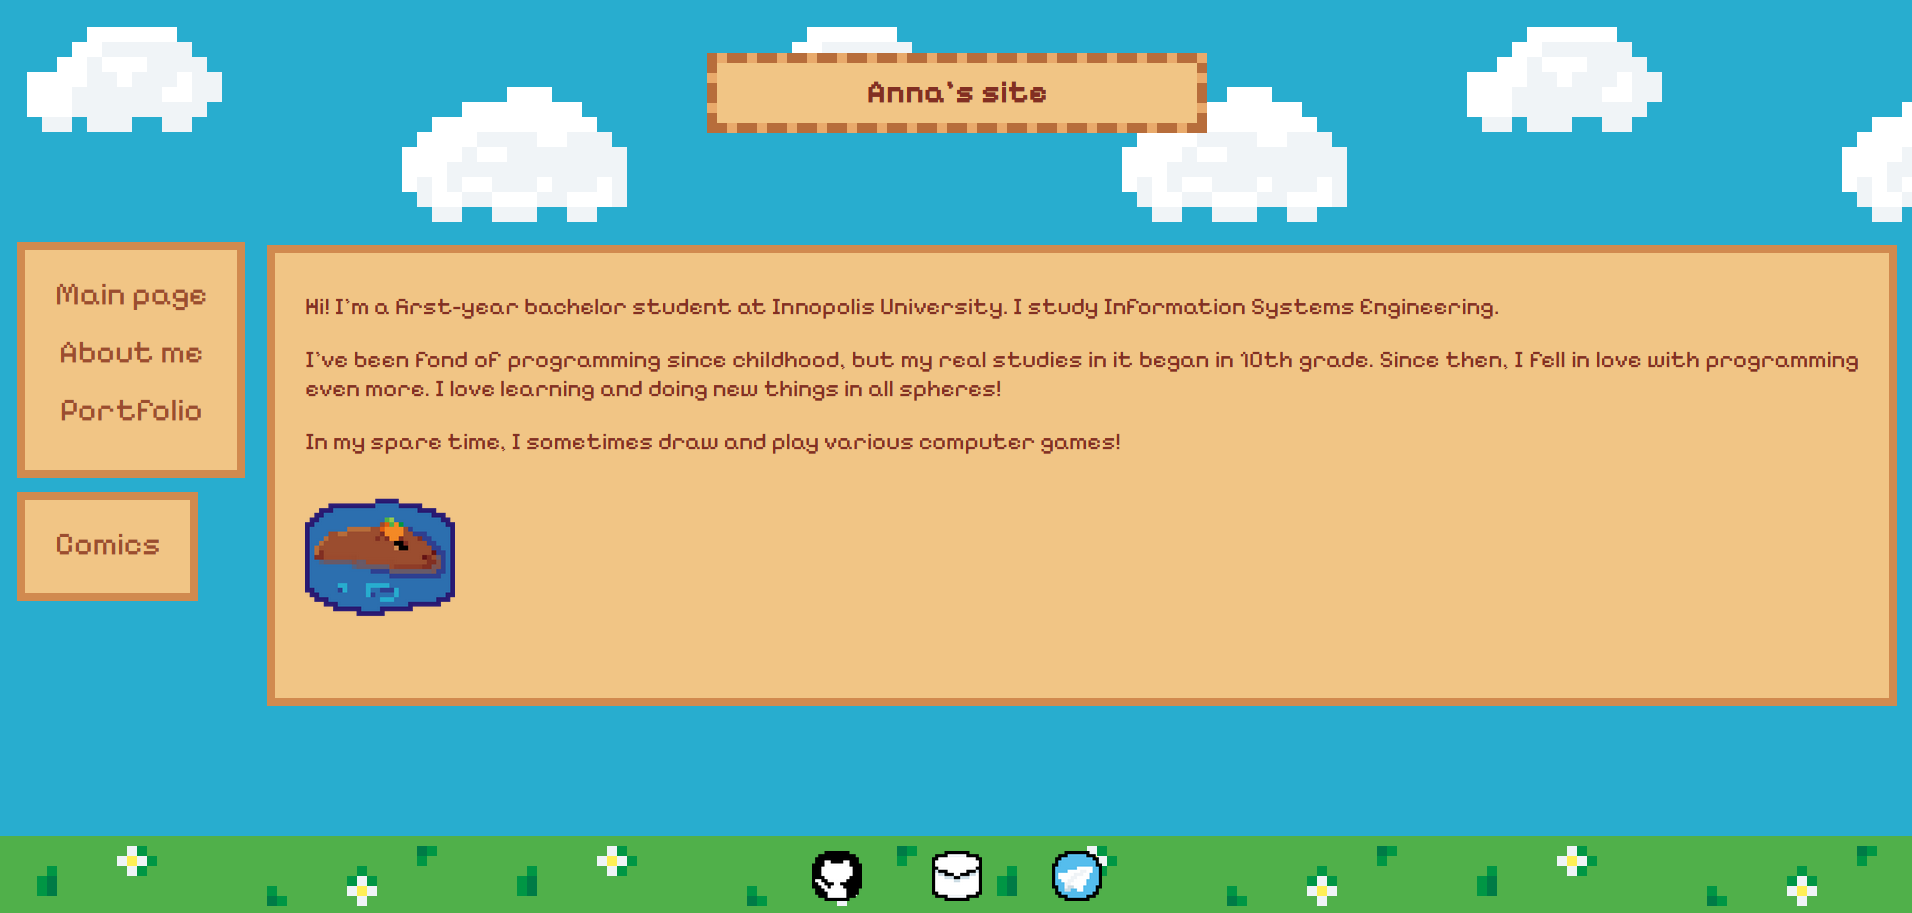 Anna's site
Main page
About me
Portfolio
Comics
Hi! I'm a first-year bachelor student at Innopolis University. I study Information Systems Engineering.
I've been fond of programming since childhood, but my real studies in it began in 10th grade. Since then, I fell in love with programming
even more. I love learning and doing new things in all spheres!
In my spare time, I sometimes draw and play various computer games!